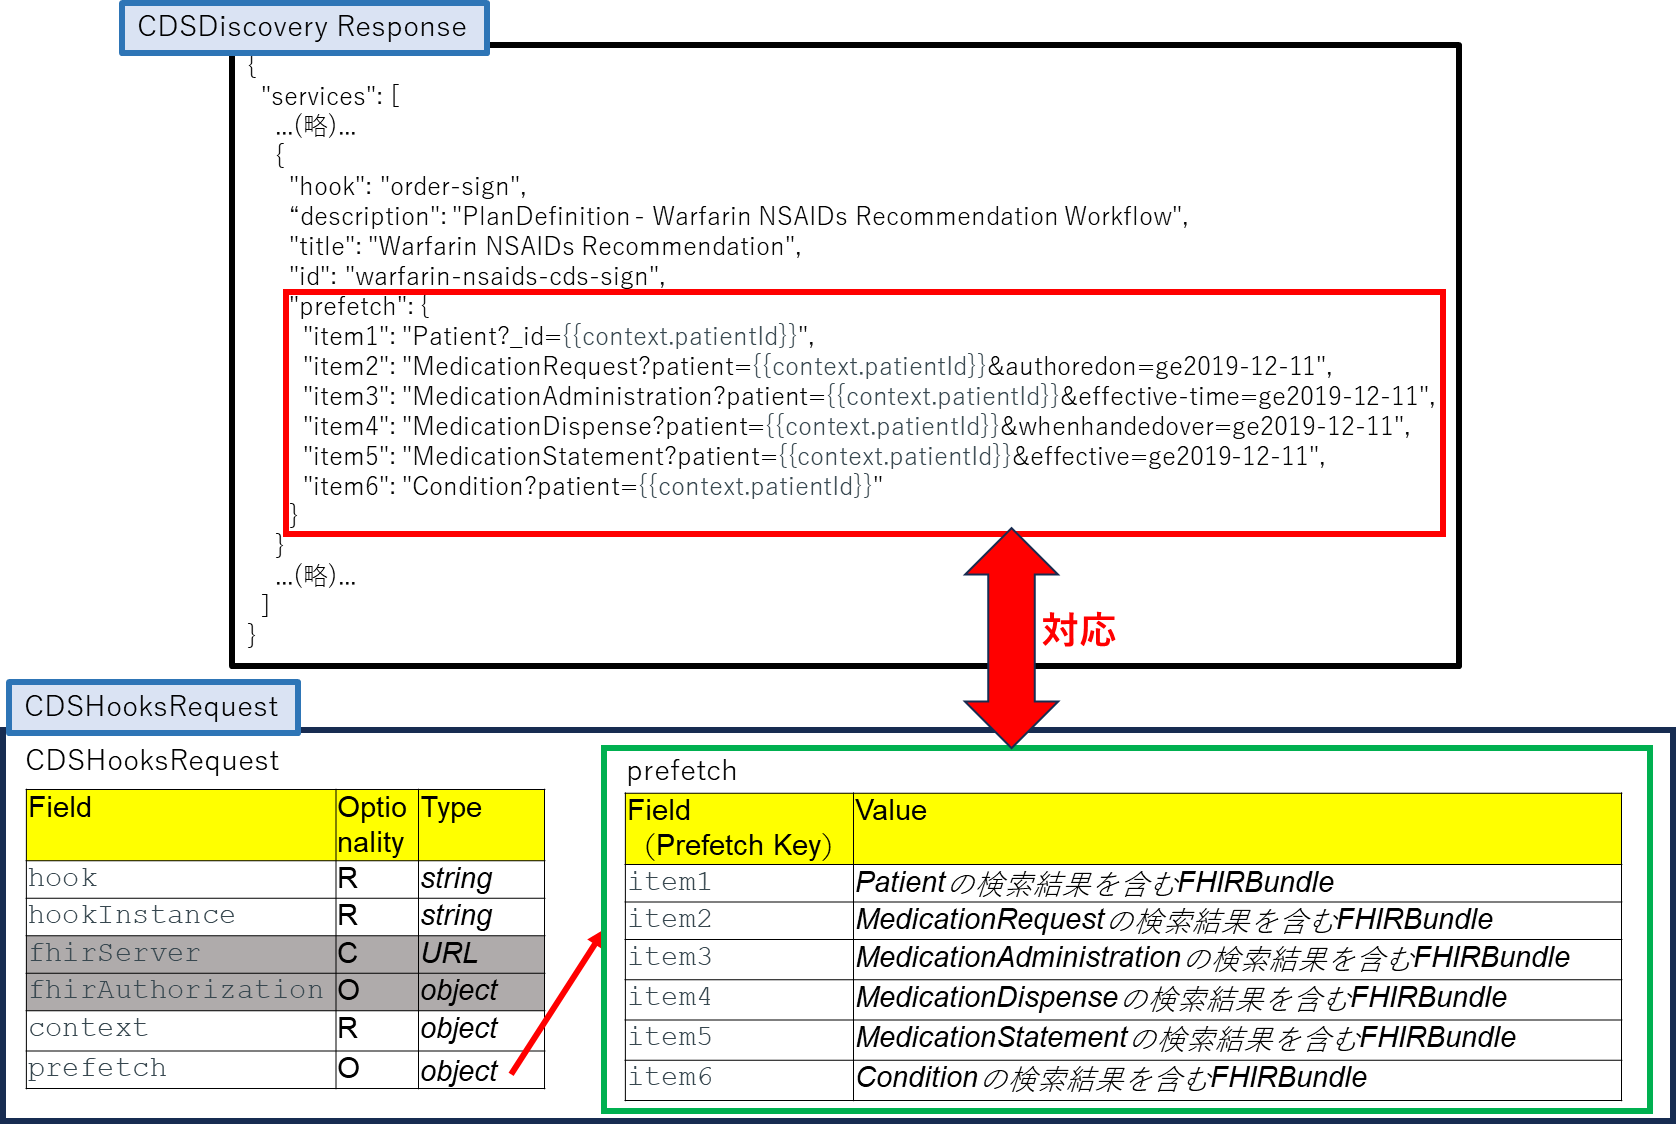 CDSDiscovery Response
{
"services": [
...(略)...
{
"hook": "order-sign",
“description": "PlanDefinition - Warfarin NSAIDs Recommendation Workflow",
"title": "Warfarin NSAIDs Recommendation",
"id": "warfarin-nsaids-cds-sign",
"prefetch": {
"item1": "Patient?_id={{context.patientId}}",
"item2": "MedicationRequest?patient={{context.patientId}}&authoredon=ge2019-12-11",
"item3": "MedicationAdministration?patient={{context.patientId}}&effective-time=ge2019-12-11",
"item4": "MedicationDispense?patient={{context.patientId}}&whenhandedover=ge2019-12-11",
"item5": "MedicationStatement?patient={{context.patientId}}&effective=ge2019-12-11",
"item6": "Condition?patient={{context.patientId}}"
}
}
...(略)...
]
}
対応
CDSHooksRequest
CDSHooksRequest
Field Optio Type
nality
hook R string
hookInstance R string
fhirServer C URL
fhirAuthorization O object
context R object
prefetch O object
prefetch
Field Value
（Prefetch Key）
item1 Patientの検索結果を含むFHIRBundle
item2 MedicationRequestの検索結果を含むFHIRBundle
item3 MedicationAdministrationの検索結果を含むFHIRBundle
item4 MedicationDispenseの検索結果を含むFHIRBundle
item5 MedicationStatementの検索結果を含むFHIRBundle
item6 Conditionの検索結果を含むFHIRBundle